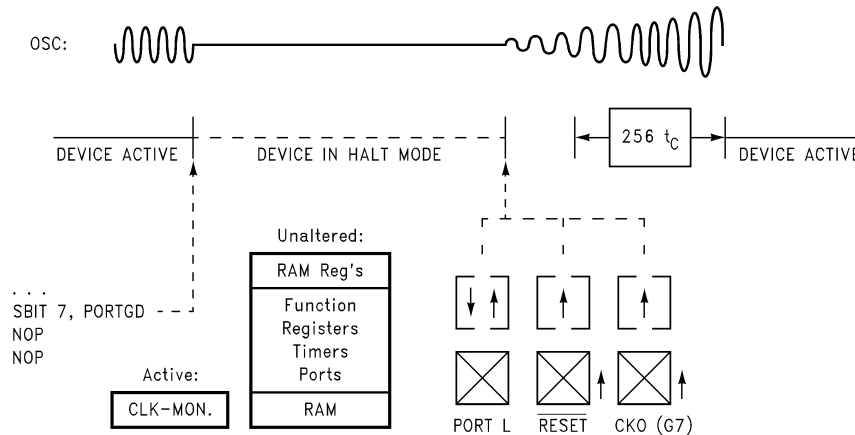 OSC:
256 tC
DEVICE ACTIVE
DEVICE IN HALT MODE
DEVICE ACTIVE
Unaltered:
RAM Reg's
Function
Registers
Timers
Ports
RAM
. . .
SBIT 7, PORTGD
NOP
NOP
Active:
CLK-MON.
PORT L
RESET
CKO (G7)